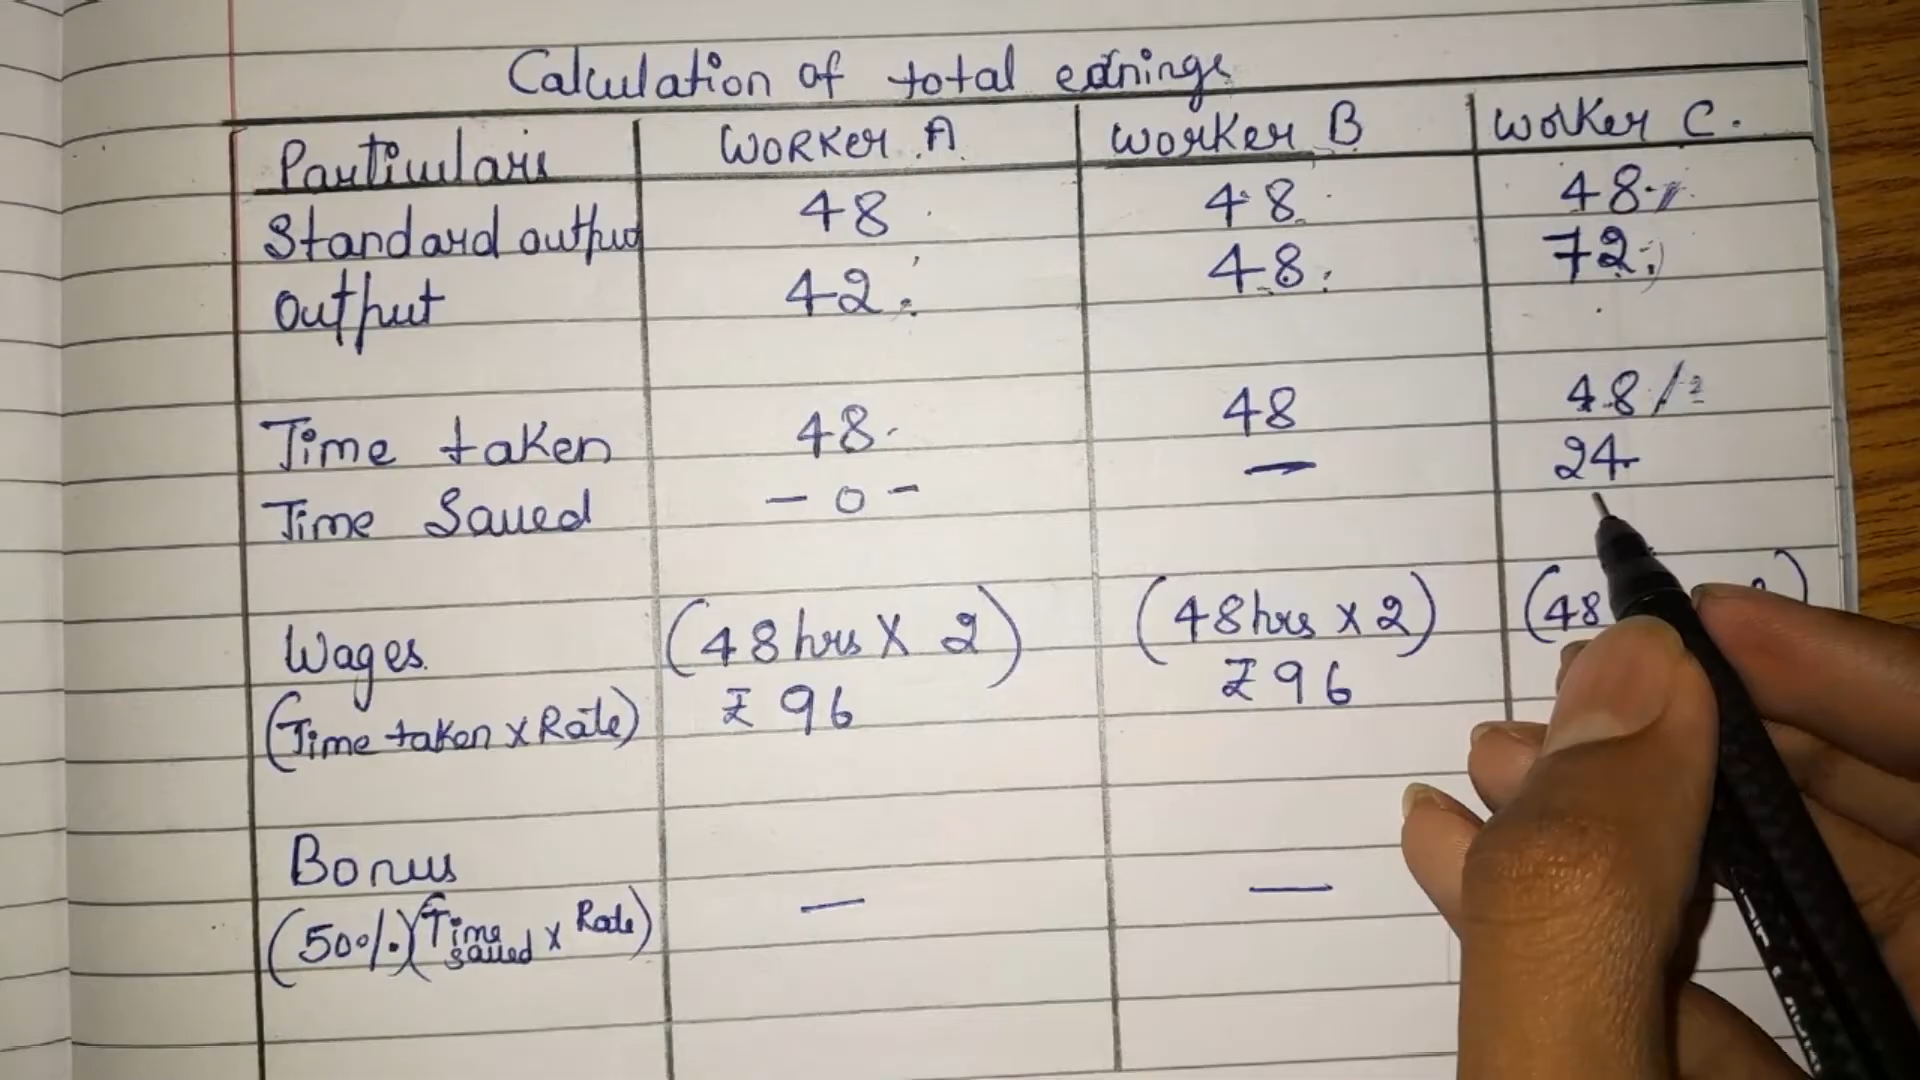 Calculation of total earnings
Particulars WORKER A WORKER B WORKER C.
Standard output 48 48 48
Output 42 48 72
Time taken 48 48 48
Time Saved - 0 - — 24
Wages (48 hrs X 2) (48 hrs X 2) (48
(Time taken X Rate) ₹ 96 ₹ 96
Bonus — —
(50%)(Time saved X Rate)